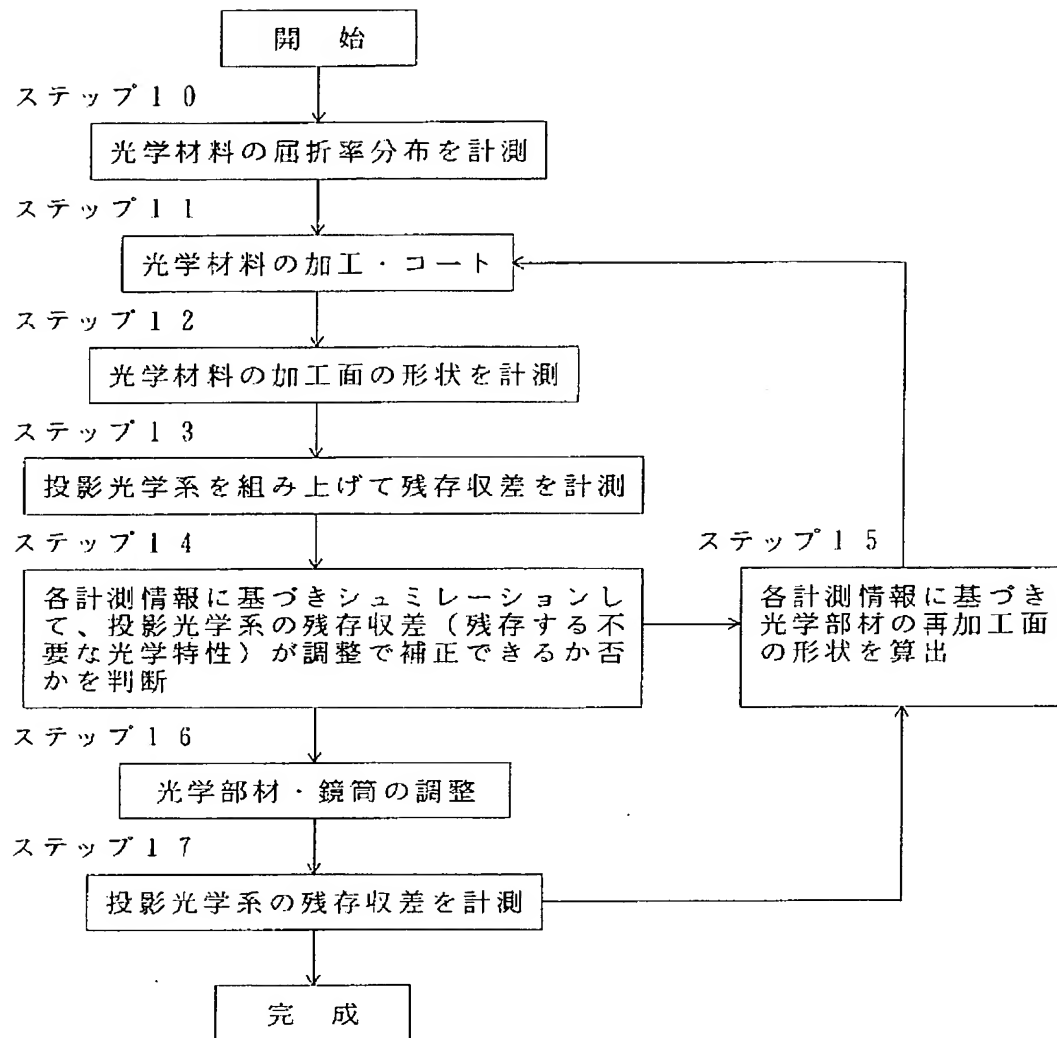 開 始
ステップ10
光学材料の屈折率分布を計測
ステップ11
光学材料の加工・コート
ステップ12
光学材料の加工面の形状を計測
ステップ13
投影光学系を組み上げて残存収差を計測
ステップ14
各計測情報に基づきシュミレーションし
て、投影光学系の残存収差（残存する不
要な光学特性）が調整で補正できるか否
かを判断
ステップ15
各計測情報に基づき
光学部材の再加工面
の形状を算出
ステップ16
光学部材・鏡筒の調整
ステップ17
投影光学系の残存収差を計測
完 成